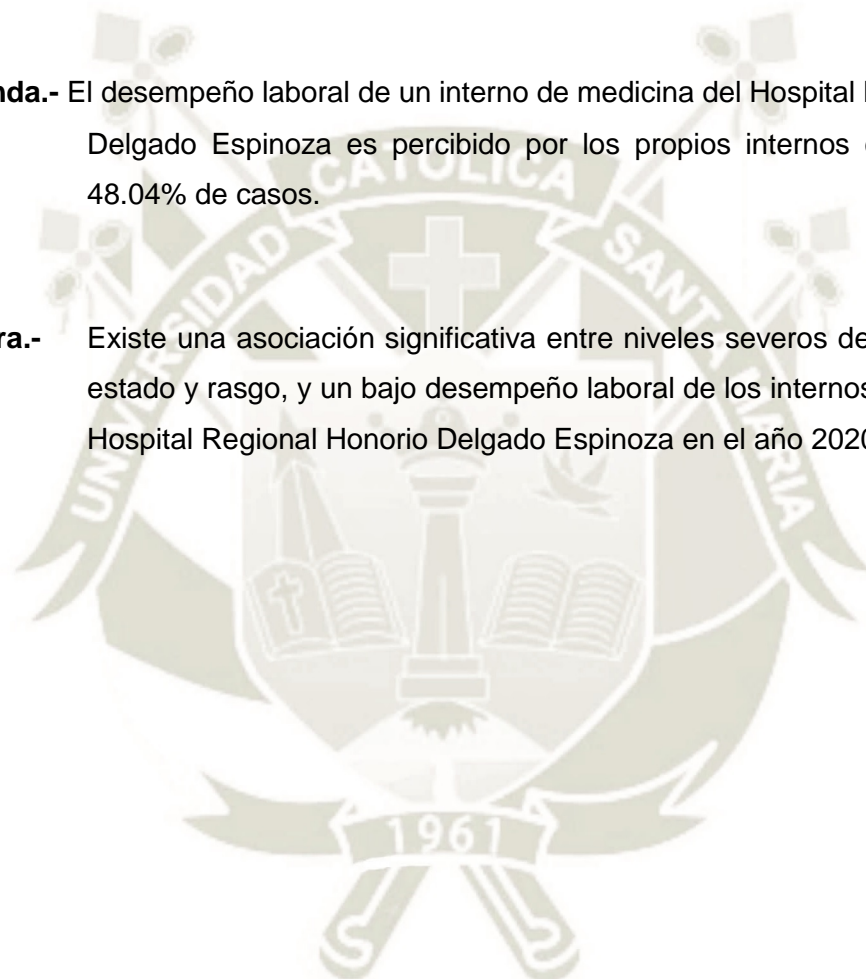 nda.- El desempeño laboral de un interno de medicina del Hospital
Delgado Espinoza es percibido por los propios internos
48.04% de casos.
ra.- Existe una asociación significativa entre niveles severos de
estado y rasgo, y un bajo desempeño laboral de los internos
Hospital Regional Honorio Delgado Espinoza en el año 2020
UNIVERSIDAD CATOLICA SANTA MARIA
1961